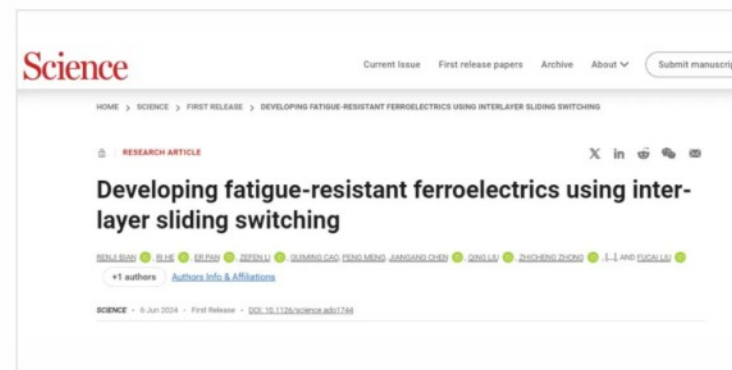 Science
Current Issue First release papers Archive About Submit manuscrip
HOME > SCIENCE > FIRST RELEASE > DEVELOPING FATIGUE-RESISTANT FERROELECTRICS USING INTERLAYER SLIDING SWITCHING
RESEARCH ARTICLE
Developing fatigue-resistant ferroelectrics using inter-
layer sliding switching
RENJI BIAN, RI HE, ER PAN, ZEFEN LI, GUIMING CAO, PENG MENG, JIANGANG CHEN, QING LIU, ZHICHENG ZHONG, [...] AND FUCAI LIU
+1 authors Authors Info & Affiliations
SCIENCE • 6 Jun 2024 • First Release • DOI: 10.1126/science.ado1744